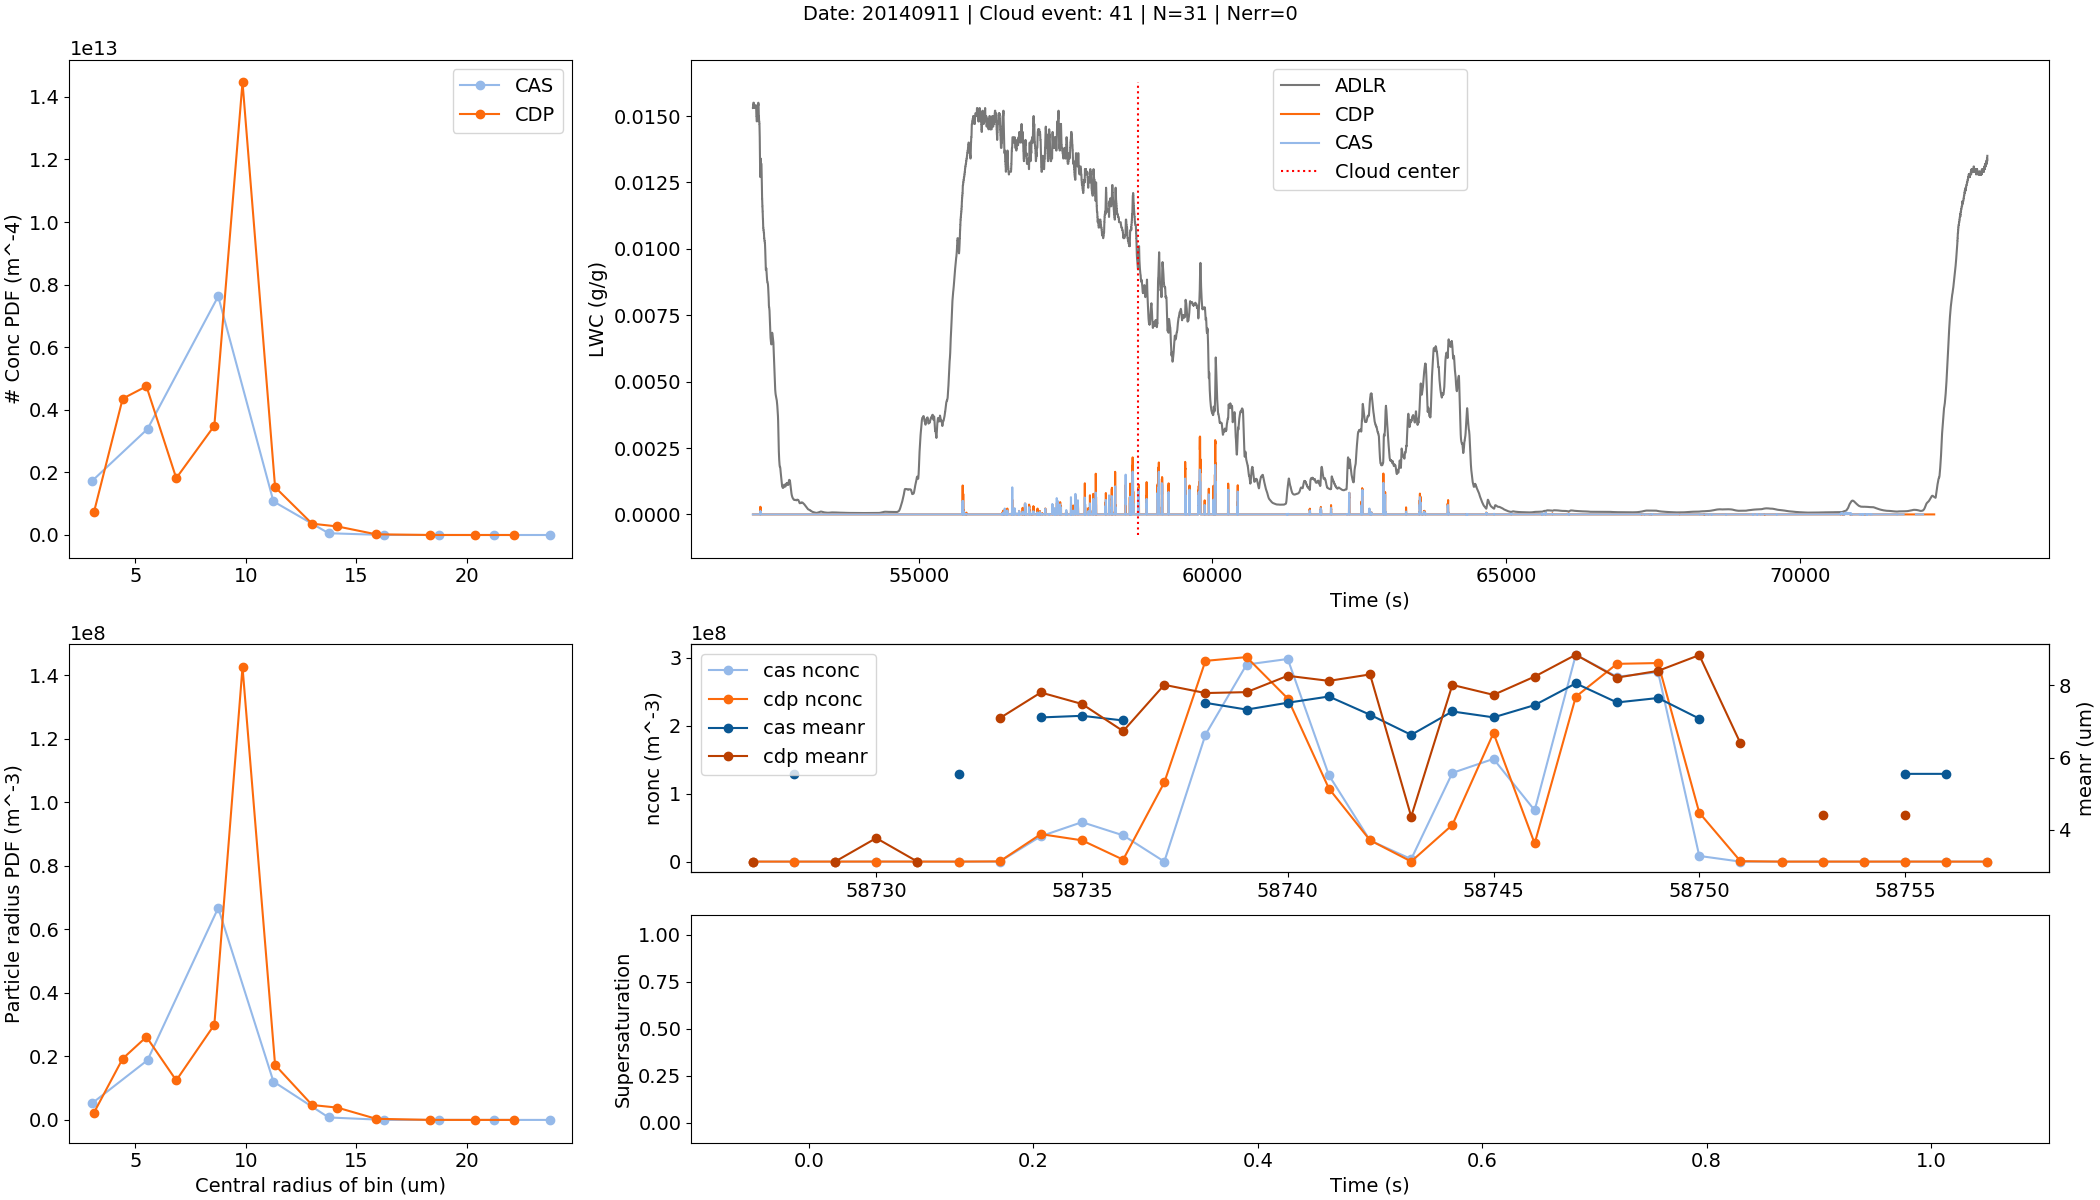 Date: 20140911 | Cloud event: 41 | N=31 | Nerr=0
1e13
# Conc PDF (m^-4)
1.4
1.2
1.0
0.8
0.6
0.4
0.2
0.0
5 10 15 20
CAS
CDP
LWC (g/g)
0.0150
0.0125
0.0100
0.0075
0.0050
0.0025
0.0000
55000 60000 65000 70000
Time (s)
ADLR
CDP
CAS
Cloud center
1e8
Particle radius PDF (m^-3)
1.4
1.2
1.0
0.8
0.6
0.4
0.2
0.0
5 10 15 20
Central radius of bin (um)
1e8
nconc (m^-3)
3
2
1
0
cas nconc
cdp nconc
cas meanr
cdp meanr
8
6
4
meanr (um)
58730 58735 58740 58745 58750 58755
Supersaturation
1.00
0.75
0.50
0.25
0.00
0.0 0.2 0.4 0.6 0.8 1.0
Time (s)